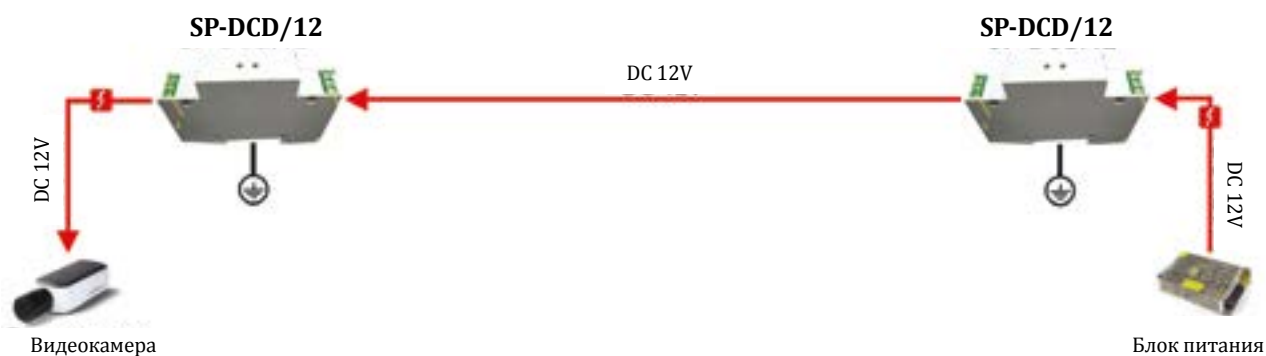 SP-DCD/12
SP-DCD/12
DC 12V
DC 12V
DC 12V
Видеокамера
Блок питания